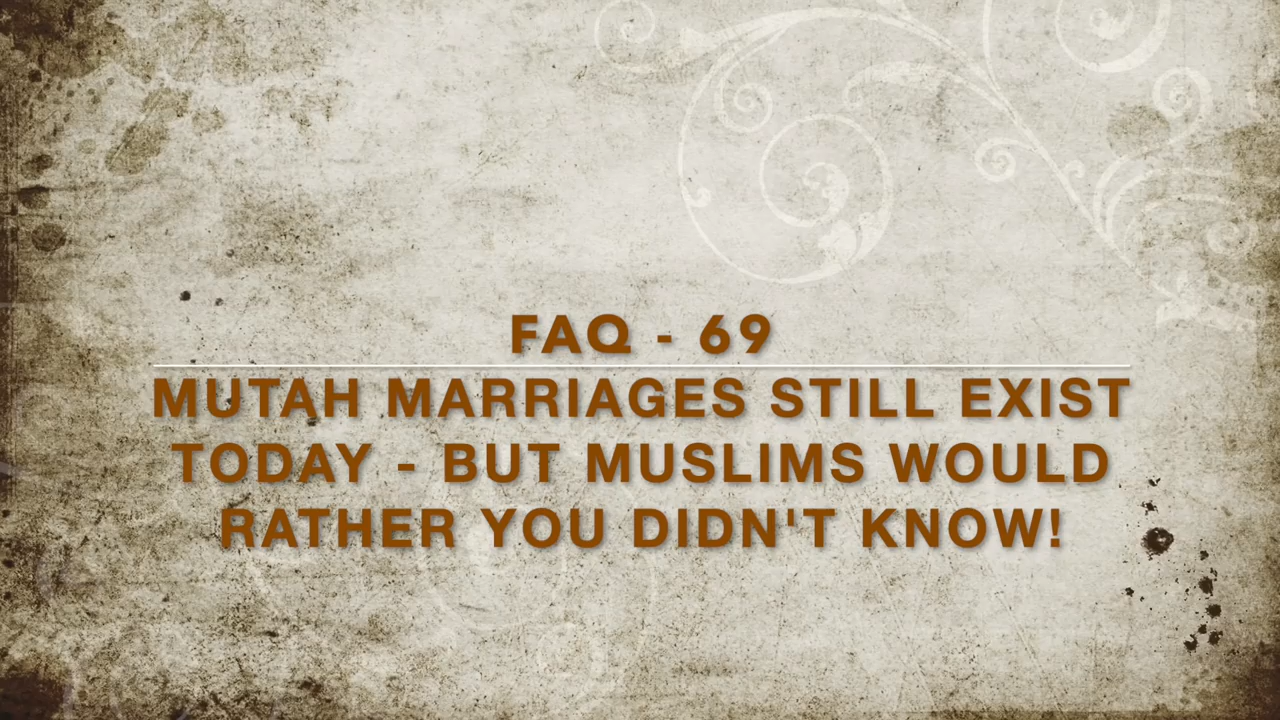 FAQ - 69
MUTAH MARRIAGES STILL EXIST
TODAY - BUT MUSLIMS WOULD
RATHER YOU DIDN'T KNOW!